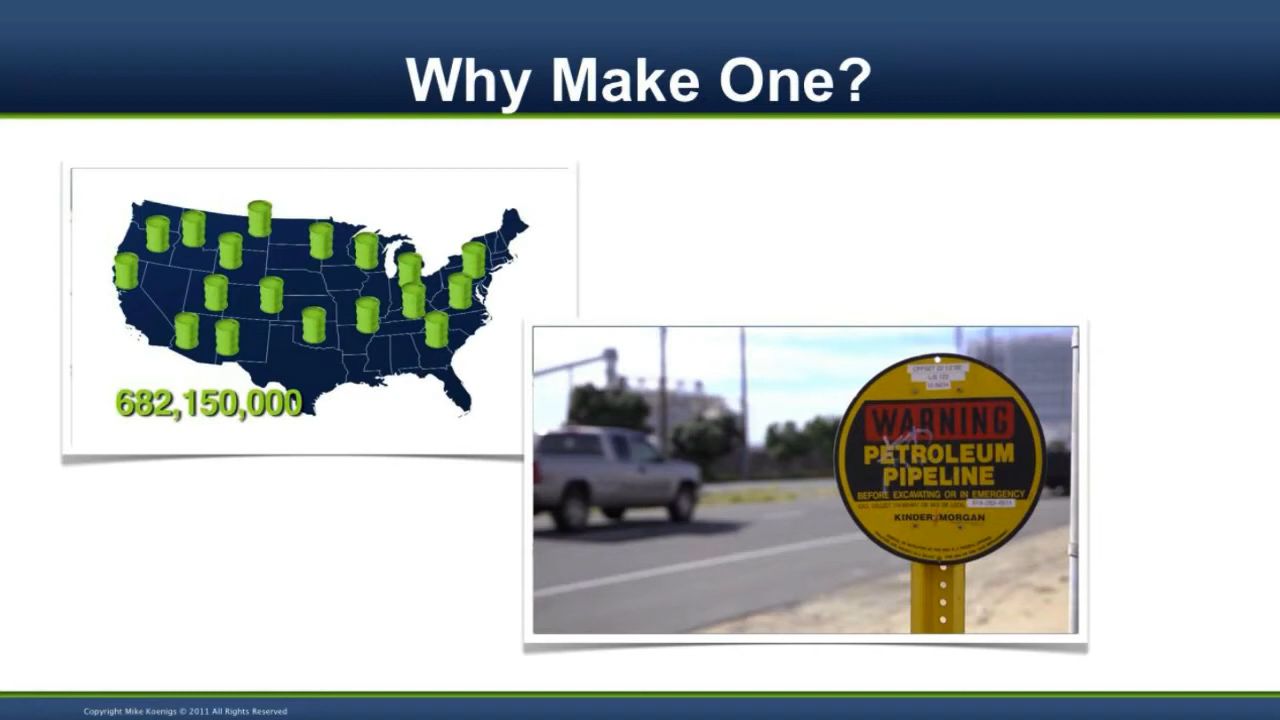 Why Make One?
682,150,000
WARNING
PETROLEUM
PIPELINE
BEFORE EXCAVATING OR IN EMERGENCY
KINDER MORGAN
Copyright Mike Koenigs © 2011 All Rights Reserved